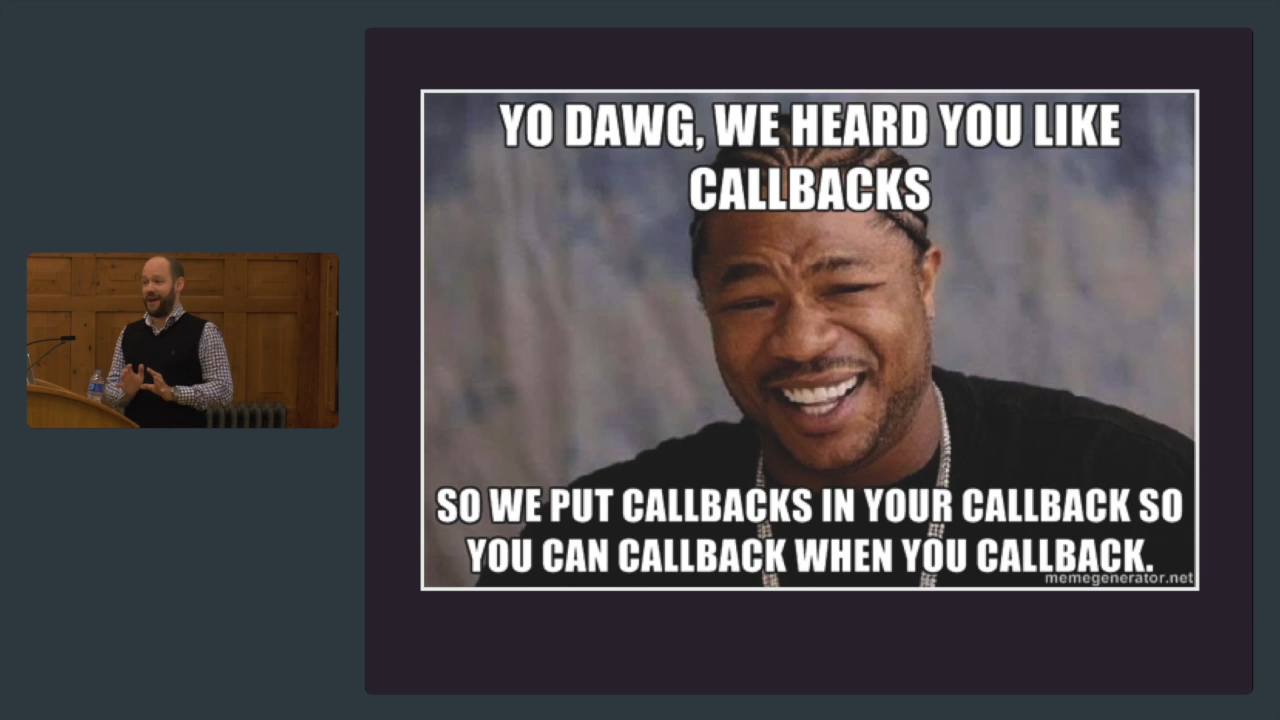 YO DAWG, WE HEARD YOU LIKE
CALLBACKS
SO WE PUT CALLBACKS IN YOUR CALLBACK SO
YOU CAN CALLBACK WHEN YOU CALLBACK.
memegenerator.net